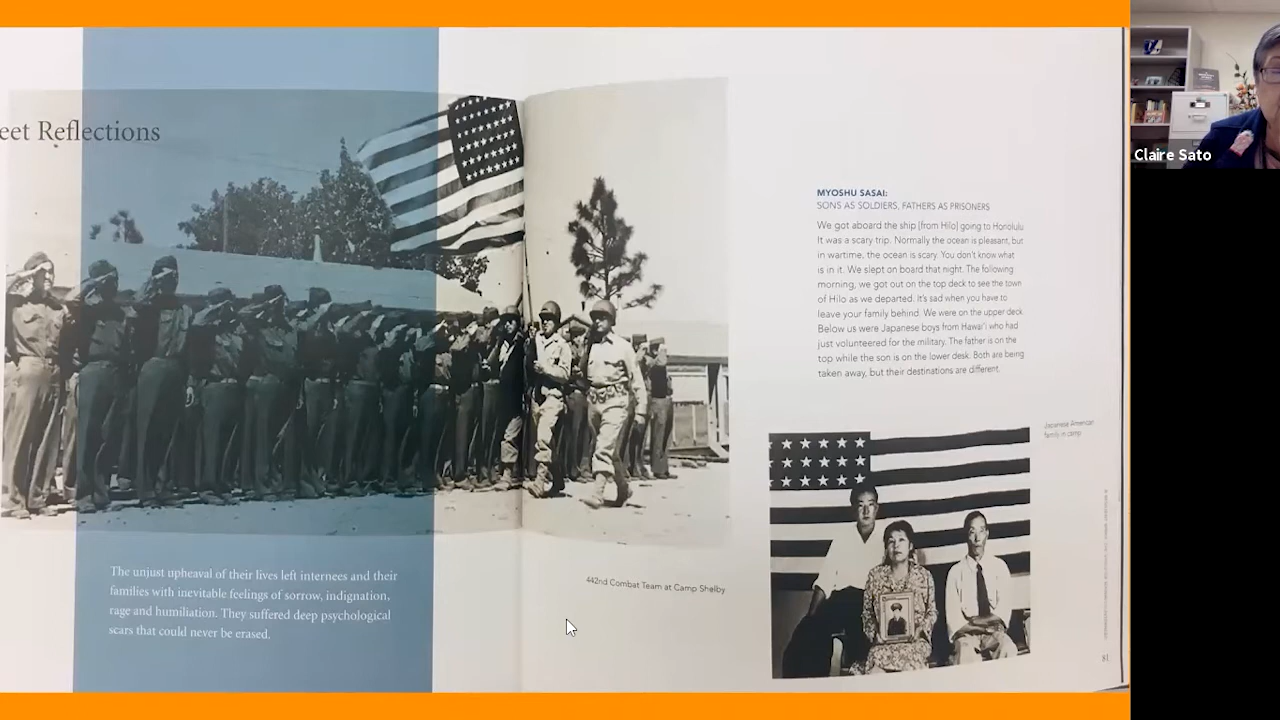 eet Reflections
The unjust upheaval of their lives left internees and their
families with inevitable feelings of sorrow, indignation,
rage and humiliation. They suffered deep psychological
scars that could never be erased.
442nd Combat Team at Camp Shelby
MYOSHU SASAI:
SONS AS SOLDIERS, FATHERS AS PRISONERS
We got aboard the ship [from Hilo] going to Honolulu
It was a scary trip. Normally the ocean is pleasant, but
in wartime, the ocean is scary. You don't know what
is in it. We slept on board that night. The following
morning, we got out on the top deck to see the town
of Hilo as we departed. It's sad when you have to
leave your family behind. We were on the upper deck
Below us were Japanese boys from Hawai'i who had
just volunteered for the military. The father is on the
top while the son is on the lower desk. Both are being
taken away, but their destinations are different.
Japanese American
family in camp
81
Claire Sato